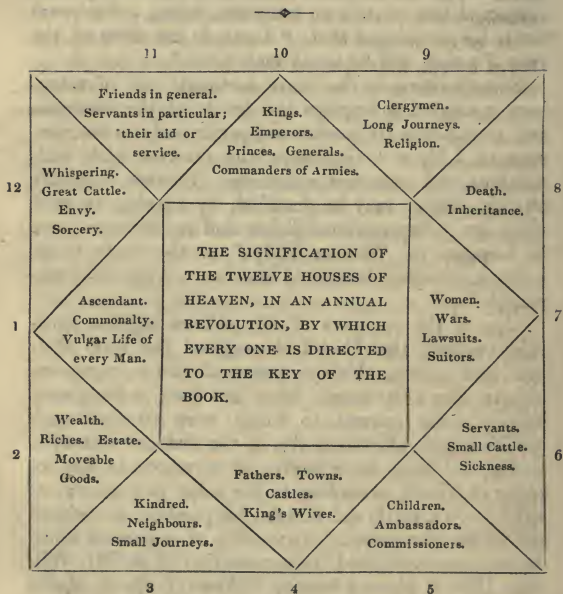 11
10
9
Friends in general.
Servants in particular;
their aid or
service.
Kings.
Emperors.
Princes. Generals.
Commanders of Armies.
Clergymen.
Long Journeys.
Religion.
12
Whispering.
Great Cattle.
Envy.
Sorcery.
Death.
Inheritance.
8
THE SIGNIFICATION OF
THE TWELVE HOUSES OF
HEAVEN, IN AN ANNUAL
REVOLUTION, BY WHICH
EVERY ONE IS DIRECTED
TO THE KEY OF THE
BOOK.
1
Ascendant.
Commonalty.
Vulgar Life of
every Man.
Women.
Wars.
Lawsuits.
Suitors.
7
2
Wealth.
Riches. Estate.
Moveable
Goods.
Servants.
Small Cattle.
Sickness.
6
Kindred.
Neighbours.
Small Journeys.
Fathers. Towns.
Castles.
King's Wives.
Children.
Ambassadors.
Commissioners.
3
4
5